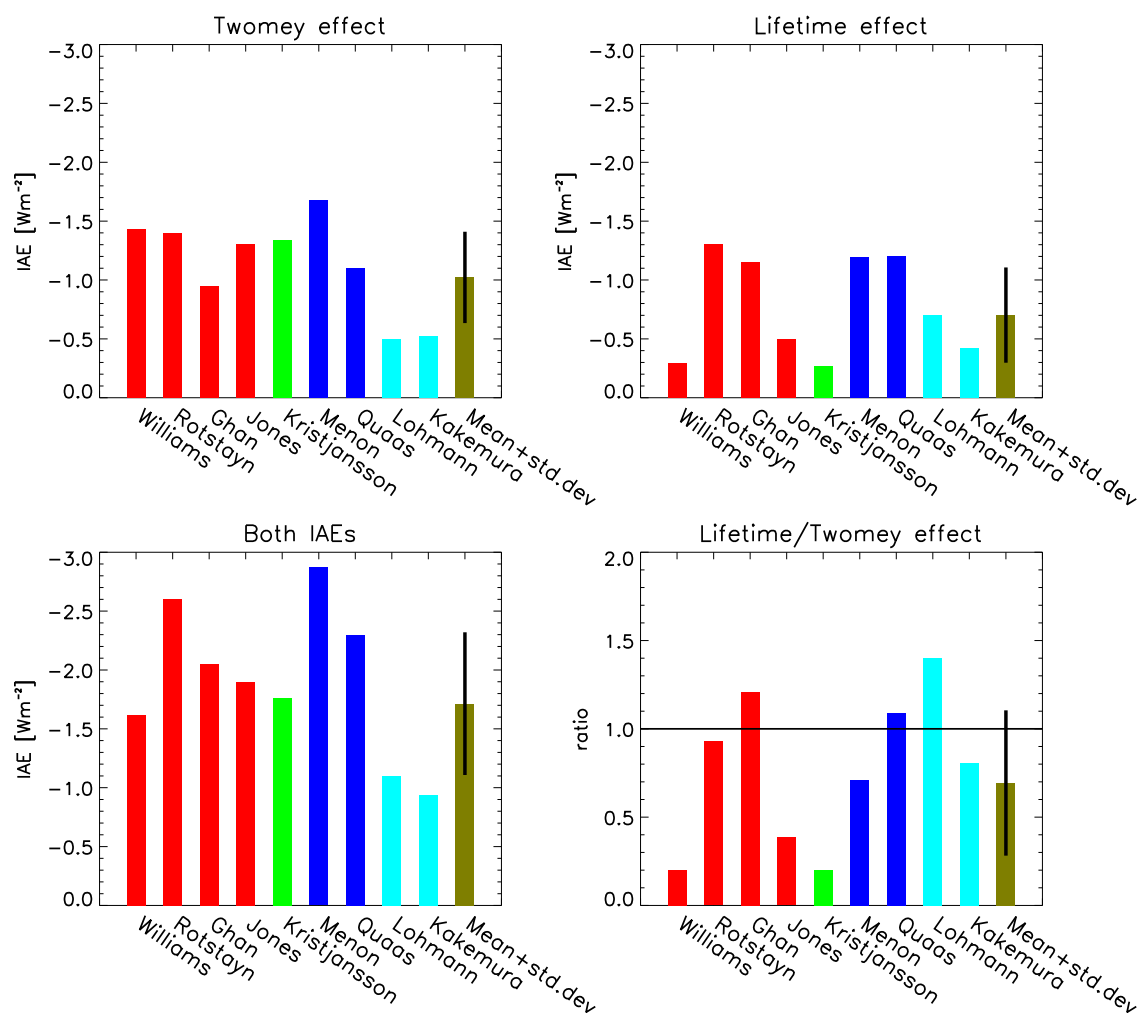 Twomey effect
IAE [Wm⁻²]
−3.0
−2.5
−2.0
−1.5
−1.0
−0.5
0.0
Williams
Rotstayn
Ghan
Jones
Kristjansson
Menon
Quaas
Lohmann
Kakemura
Mean+std.dev
Lifetime effect
IAE [Wm⁻²]
−3.0
−2.5
−2.0
−1.5
−1.0
−0.5
0.0
Williams
Rotstayn
Ghan
Jones
Kristjansson
Menon
Quaas
Lohmann
Kakemura
Mean+std.dev
Both IAEs
IAE [Wm⁻²]
−3.0
−2.5
−2.0
−1.5
−1.0
−0.5
0.0
Williams
Rotstayn
Ghan
Jones
Kristjansson
Menon
Quaas
Lohmann
Kakemura
Mean+std.dev
Lifetime/Twomey effect
ratio
2.0
1.5
1.0
0.5
0.0
Williams
Rotstayn
Ghan
Jones
Kristjansson
Menon
Quaas
Lohmann
Kakemura
Mean+std.dev